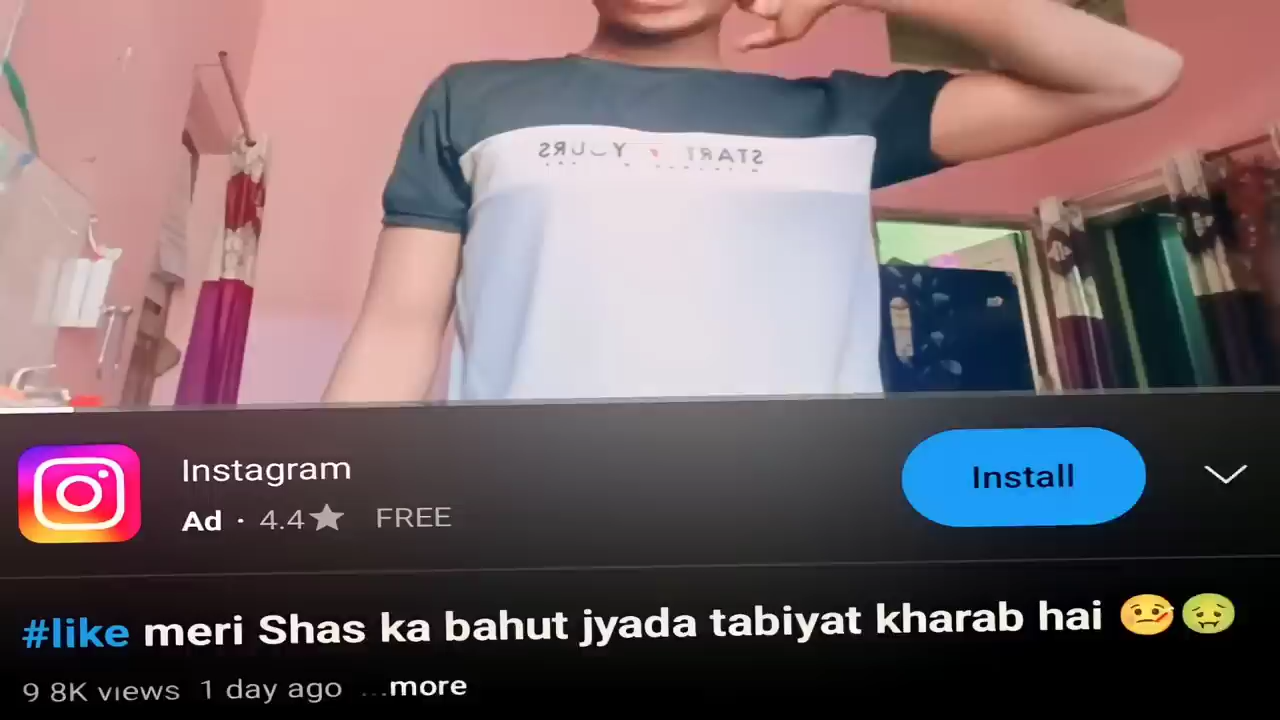 START YOURS
Instagram
Install
Ad · 4.4★ FREE
#like meri Shas ka bahut jyada tabiyat kharab hai 🤒🤢
9 8K views 1 day ago ...more